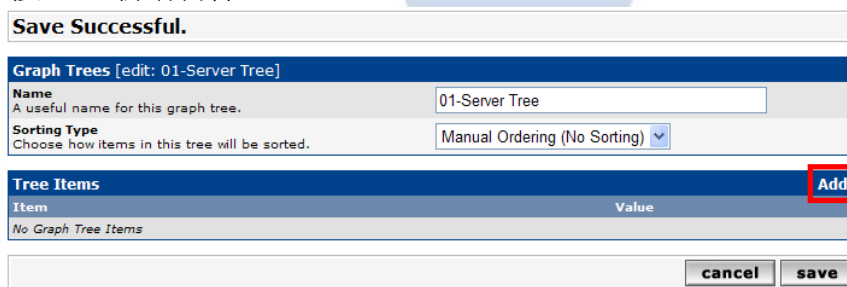 Save Successful.
Graph Trees [edit: 01-Server Tree]
Name
A useful name for this graph tree.
01-Server Tree
Sorting Type
Choose how items in this tree will be sorted.
Manual Ordering (No Sorting)
Tree Items Add
Item Value
No Graph Tree Items
cancel save